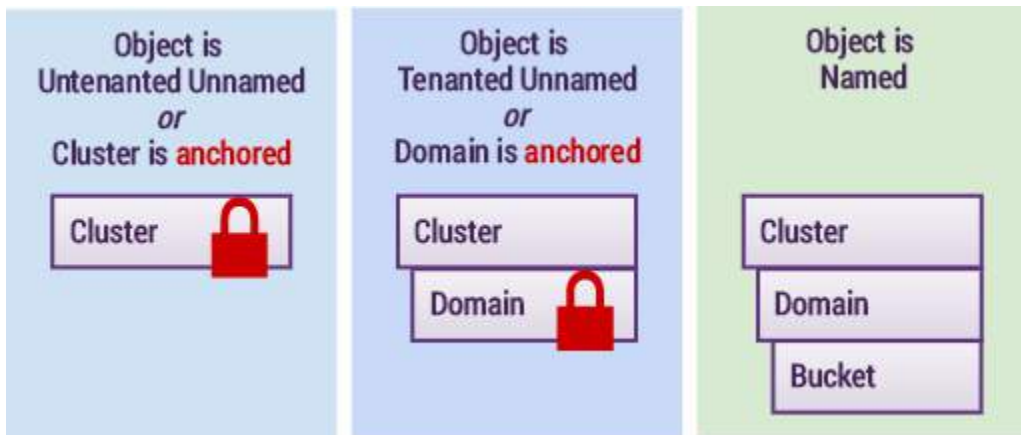 Object is
Untenanted Unnamed
or
Cluster is anchored
Cluster
Object is
Tenanted Unnamed
or
Domain is anchored
Cluster
Domain
Object is
Named
Cluster
Domain
Bucket